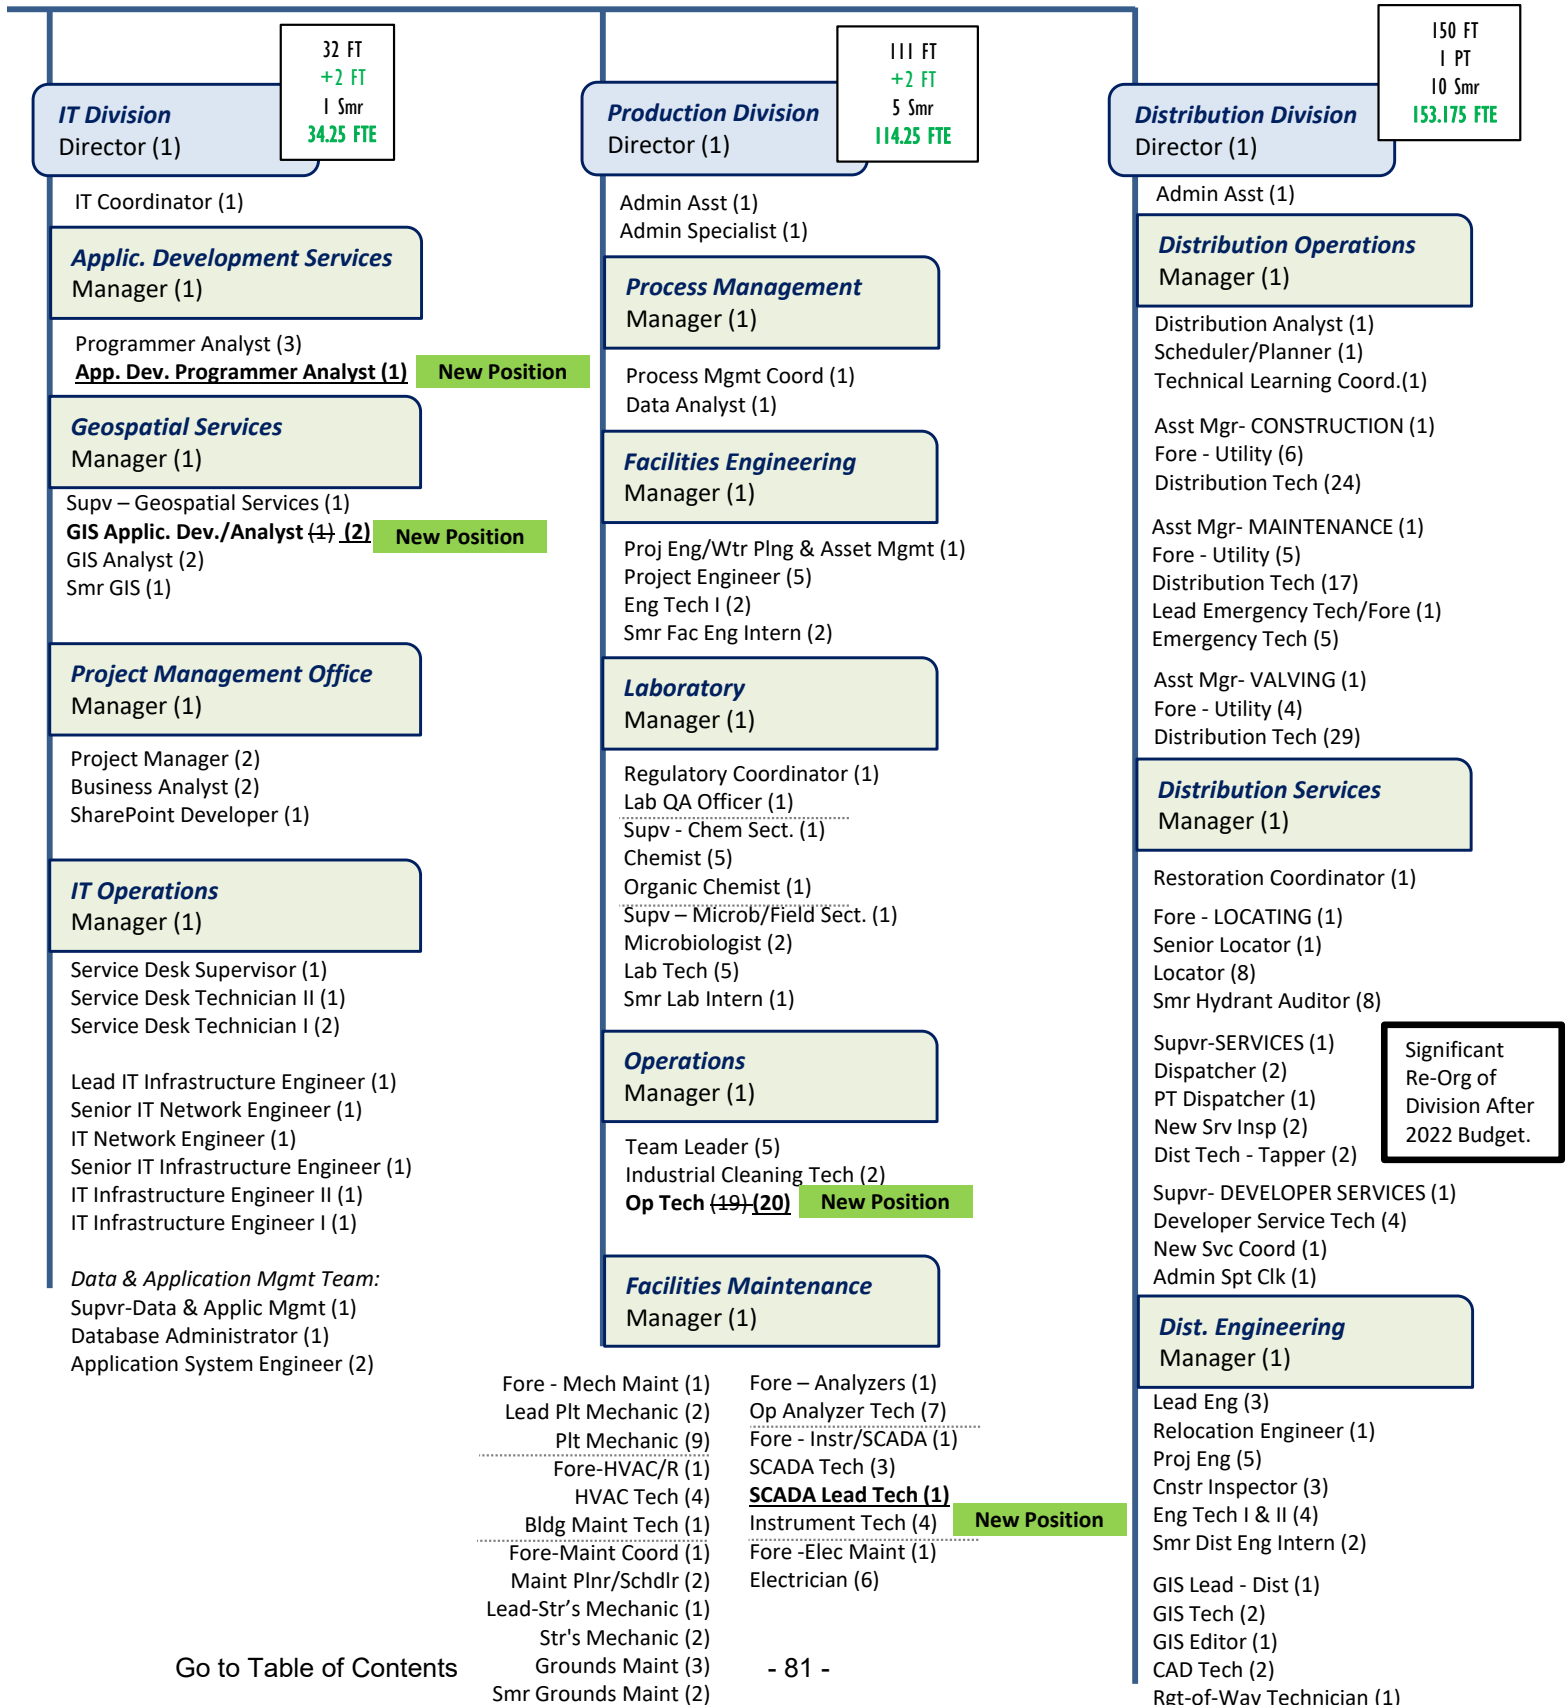 32 FT
+2 FT
1 Smr
34.25 FTE
IT Division
Director (1)
IT Coordinator (1)
Applic. Development Services
Manager (1)
Programmer Analyst (3)
App. Dev. Programmer Analyst (1)
New Position
Geospatial Services
Manager (1)
Supv – Geospatial Services (1)
GIS Applic. Dev./Analyst (1) (2)
New Position
GIS Analyst (2)
Smr GIS (1)
Project Management Office
Manager (1)
Project Manager (2)
Business Analyst (2)
SharePoint Developer (1)
IT Operations
Manager (1)
Service Desk Supervisor (1)
Service Desk Technician II (1)
Service Desk Technician I (2)
Lead IT Infrastructure Engineer (1)
Senior IT Network Engineer (1)
IT Network Engineer (1)
Senior IT Infrastructure Engineer (1)
IT Infrastructure Engineer II (1)
IT Infrastructure Engineer I (1)
Data & Application Mgmt Team:
Supvr-Data & Applic Mgmt (1)
Database Administrator (1)
Application System Engineer (2)
111 FT
+2 FT
5 Smr
114.25 FTE
Production Division
Director (1)
Admin Asst (1)
Admin Specialist (1)
Process Management
Manager (1)
Process Mgmt Coord (1)
Data Analyst (1)
Facilities Engineering
Manager (1)
Proj Eng/Wtr Plng & Asset Mgmt (1)
Project Engineer (5)
Eng Tech I (2)
Smr Fac Eng Intern (2)
Laboratory
Manager (1)
Regulatory Coordinator (1)
Lab QA Officer (1)
Supv - Chem Sect. (1)
Chemist (5)
Organic Chemist (1)
Supv – Microb/Field Sect. (1)
Microbiologist (2)
Lab Tech (5)
Smr Lab Intern (1)
Operations
Manager (1)
Team Leader (5)
Industrial Cleaning Tech (2)
Op Tech (19) (20)
New Position
Facilities Maintenance
Manager (1)
Fore - Mech Maint (1)
Lead Plt Mechanic (2)
Plt Mechanic (9)
Fore-HVAC/R (1)
HVAC Tech (4)
Bldg Maint Tech (1)
Fore-Maint Coord (1)
Maint Plnr/Schdlr (2)
Lead-Str’s Mechanic (1)
Str's Mechanic (2)
Grounds Maint (3)
Smr Grounds Maint (2)
Fore – Analyzers (1)
Op Analyzer Tech (7)
Fore - Instr/SCADA (1)
SCADA Tech (3)
SCADA Lead Tech (1)
New Position
Instrument Tech (4)
Fore -Elec Maint (1)
Electrician (6)
150 FT
1 PT
10 Smr
153.175 FTE
Distribution Division
Director (1)
Admin Asst (1)
Distribution Operations
Manager (1)
Distribution Analyst (1)
Scheduler/Planner (1)
Technical Learning Coord.(1)
Asst Mgr- CONSTRUCTION (1)
Fore - Utility (6)
Distribution Tech (24)
Asst Mgr- MAINTENANCE (1)
Fore - Utility (5)
Distribution Tech (17)
Lead Emergency Tech/Fore (1)
Emergency Tech (5)
Asst Mgr- VALVING (1)
Fore - Utility (4)
Distribution Tech (29)
Distribution Services
Manager (1)
Restoration Coordinator (1)
Fore - LOCATING (1)
Senior Locator (1)
Locator (8)
Smr Hydrant Auditor (8)
Supvr-SERVICES (1)
Dispatcher (2)
PT Dispatcher (1)
New Srv Insp (2)
Dist Tech - Tapper (2)
Significant
Re-Org of
Division After
2022 Budget.
Supvr- DEVELOPER SERVICES (1)
Developer Service Tech (4)
New Svc Coord (1)
Admin Spt Clk (1)
Dist. Engineering
Manager (1)
Lead Eng (3)
Relocation Engineer (1)
Proj Eng (5)
Cnstr Inspector (3)
Eng Tech I & II (4)
Smr Dist Eng Intern (2)
GIS Lead - Dist (1)
GIS Tech (2)
GIS Editor (1)
CAD Tech (2)
Rgt-of-Way Technician (1)
Go to Table of Contents
- 81 -